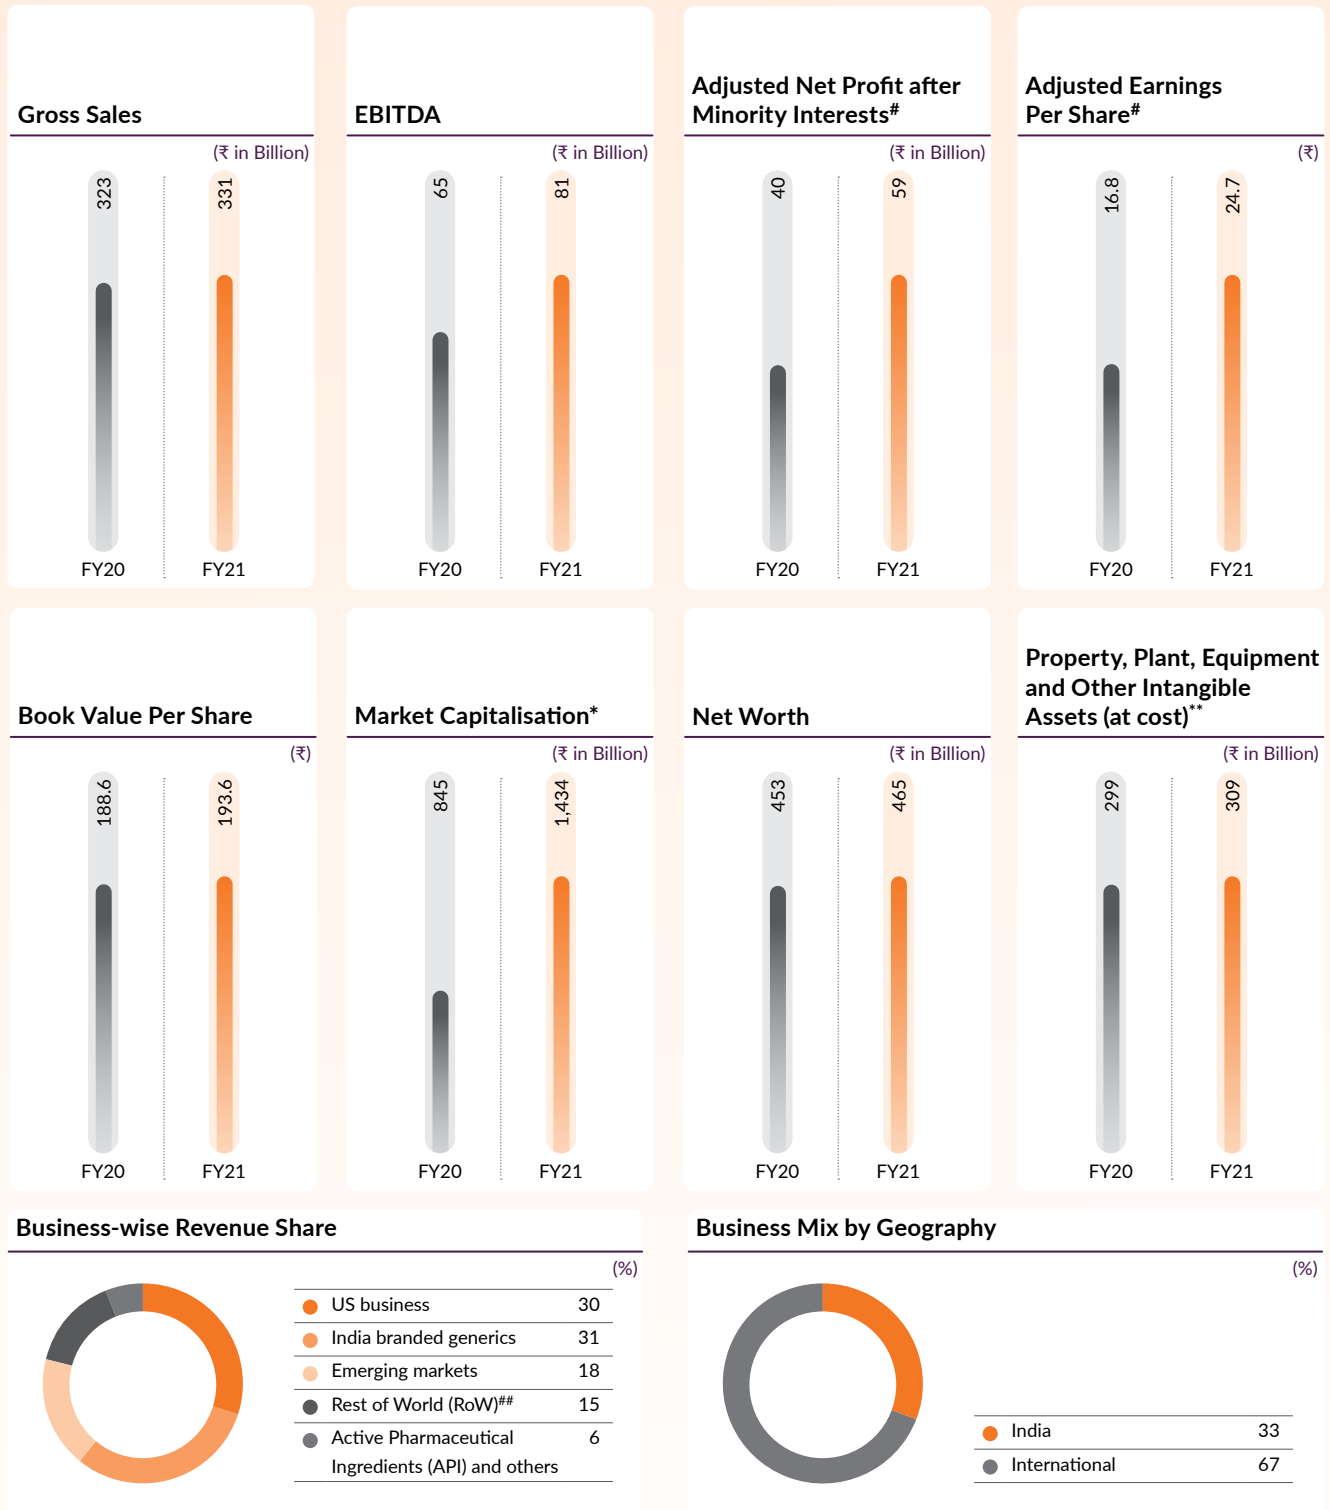 Gross Sales
(₹ in Billion)
323
331
FY20
FY21
EBITDA
(₹ in Billion)
65
81
FY20
FY21
Adjusted Net Profit after
Minority Interests#
(₹ in Billion)
40
59
FY20
FY21
Adjusted Earnings
Per Share#
(₹)
16.8
24.7
FY20
FY21
Book Value Per Share
(₹)
188.6
193.6
FY20
FY21
Market Capitalisation*
(₹ in Billion)
845
1,434
FY20
FY21
Net Worth
(₹ in Billion)
453
465
FY20
FY21
Property, Plant, Equipment
and Other Intangible
Assets (at cost)**
(₹ in Billion)
299
309
FY20
FY21
Business-wise Revenue Share
(%)
US business 30
India branded generics 31
Emerging markets 18
Rest of World (RoW)## 15
Active Pharmaceutical 6
Ingredients (API) and others
Business Mix by Geography
(%)
India 33
International 67